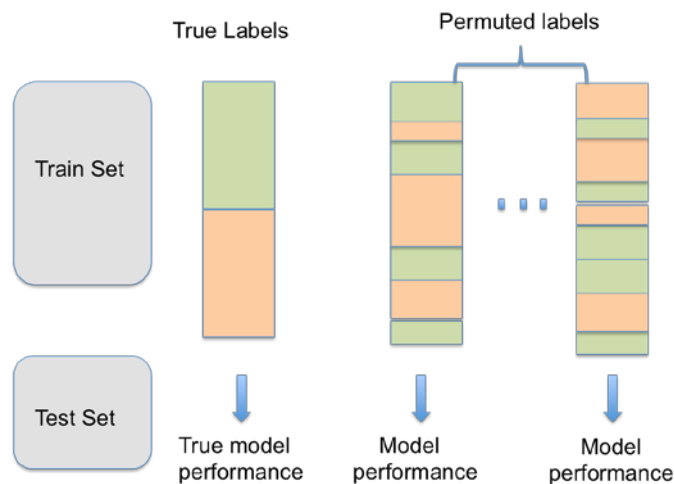 True Labels
Permuted labels
Train Set
Test Set
True model
performance
Model
performance
Model
performance